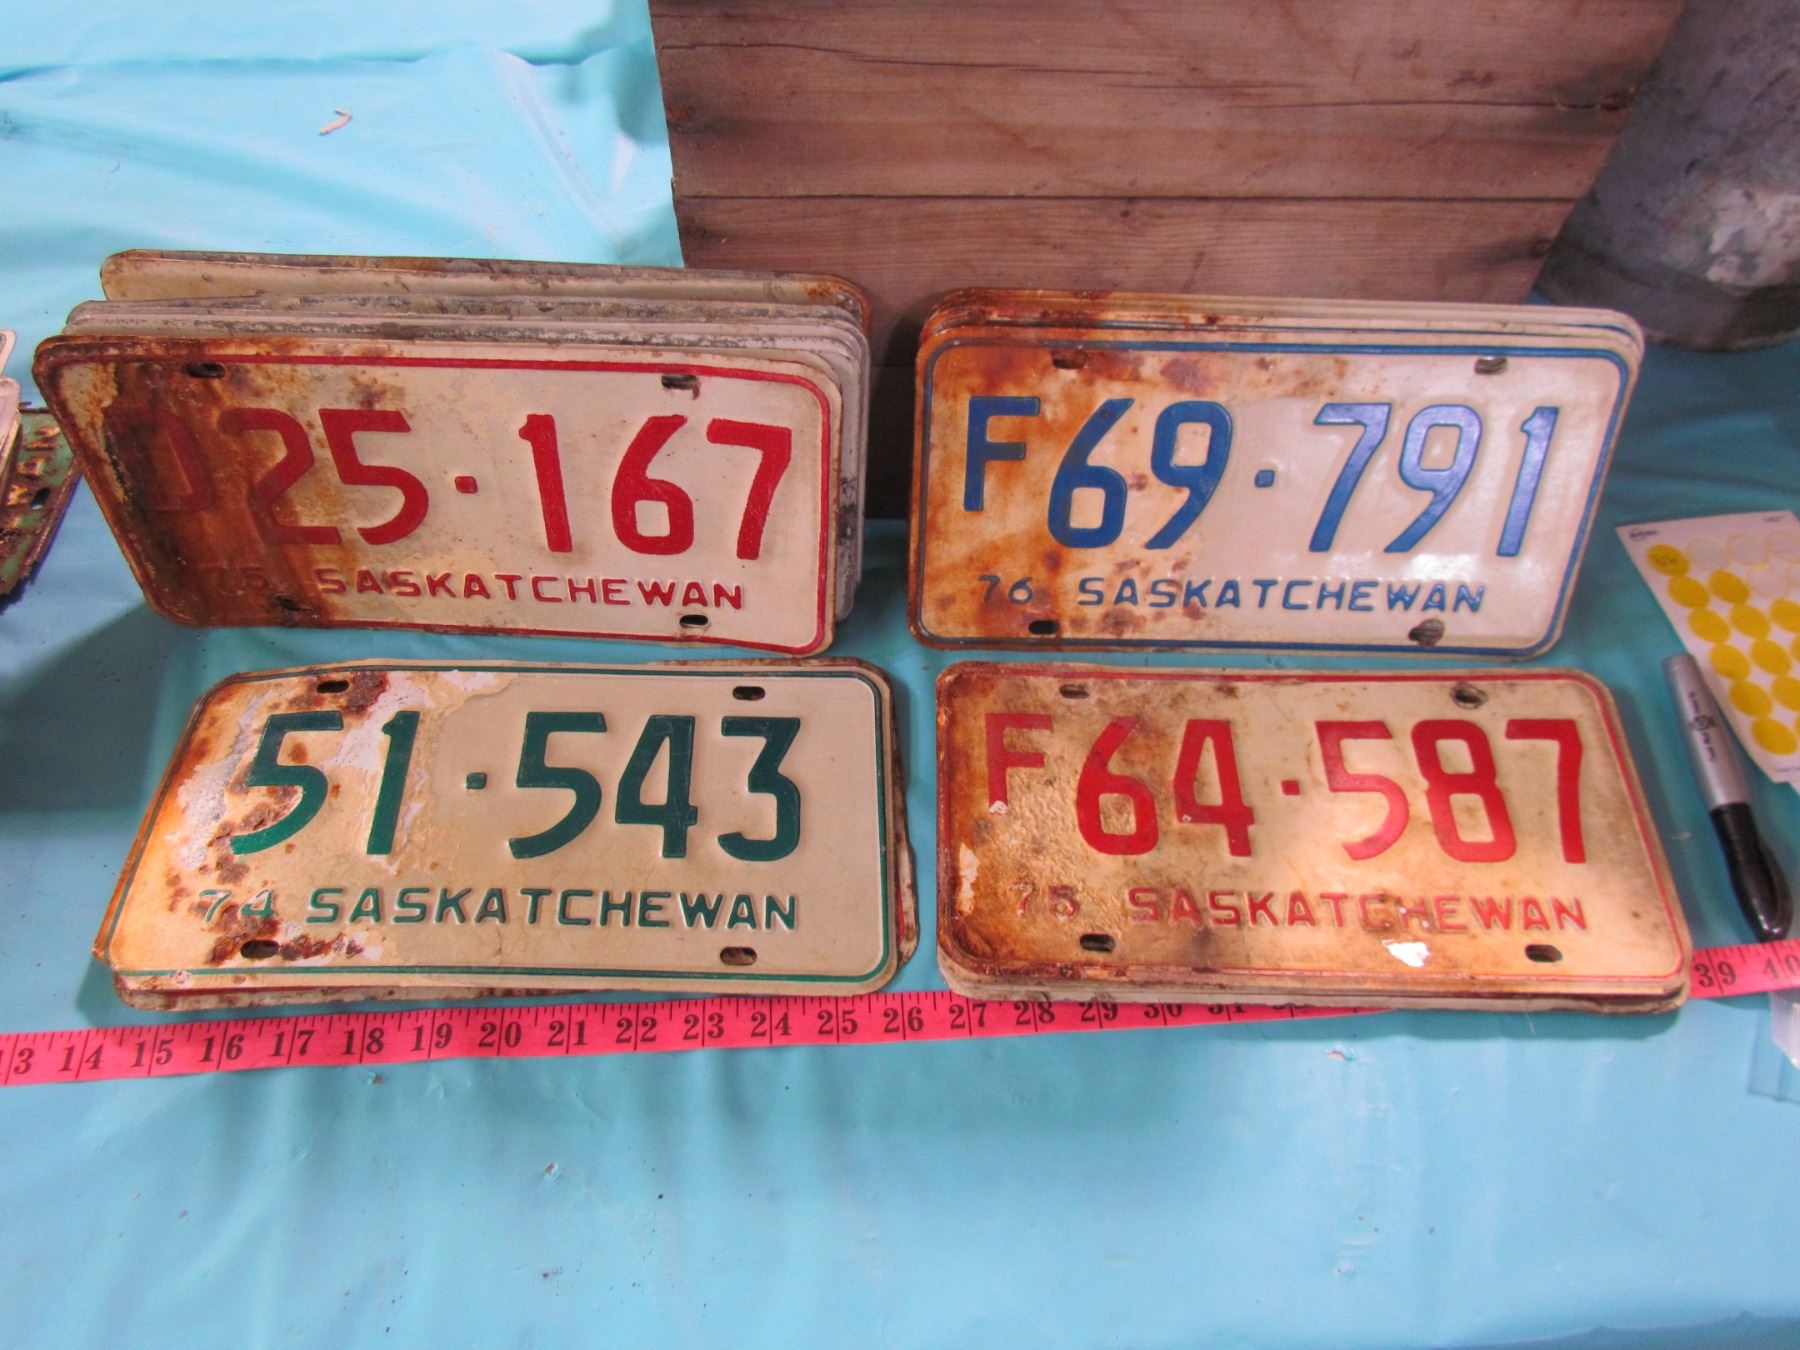 D25·167
75 SASKATCHEWAN
F69·791
76 SASKATCHEWAN
51·543
74 SASKATCHEWAN
F64·587
75 SASKATCHEWAN
13 14 15 16 17 18 19 20 21 22 23 24 25 26 27 28 29 30 31 39 40